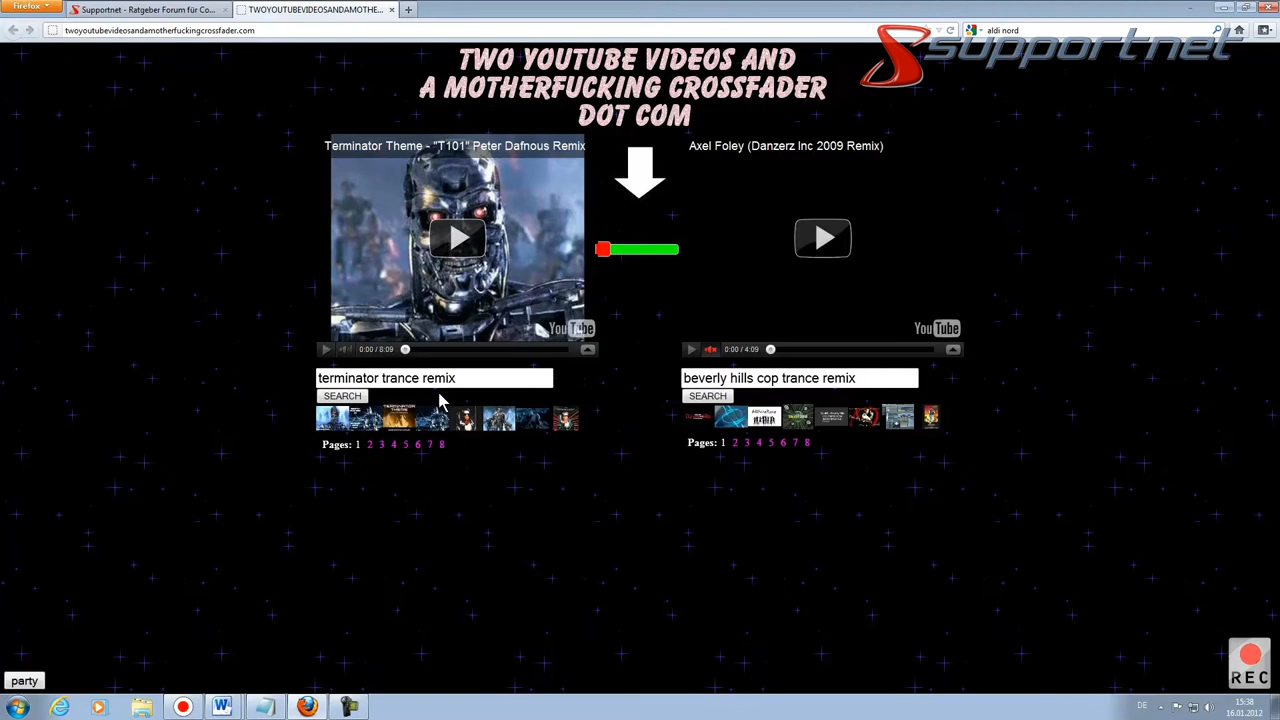 Firefox
Supportnet - Ratgeber Forum für Co...
TWOYOUTUBEVIDEOSANDAMOTHE...
twoyoutubevideosandamotherfuckingcrossfader.com
aldi nord
supportnet
TWO YOUTUBE VIDEOS AND
A MOTHERFUCKING CROSSFADER
DOT COM
Terminator Theme - "T101" Peter Dafnous Remix
Axel Foley (Danzerz Inc 2009 Remix)
YouTube
YouTube
0:00 / 8:09
0:00 / 4:09
terminator trance remix
beverly hills cop trance remix
SEARCH
SEARCH
Pages: 1 2 3 4 5 6 7 8
Pages: 1 2 3 4 5 6 7 8
party
REC
DE
15:38
16.01.2012